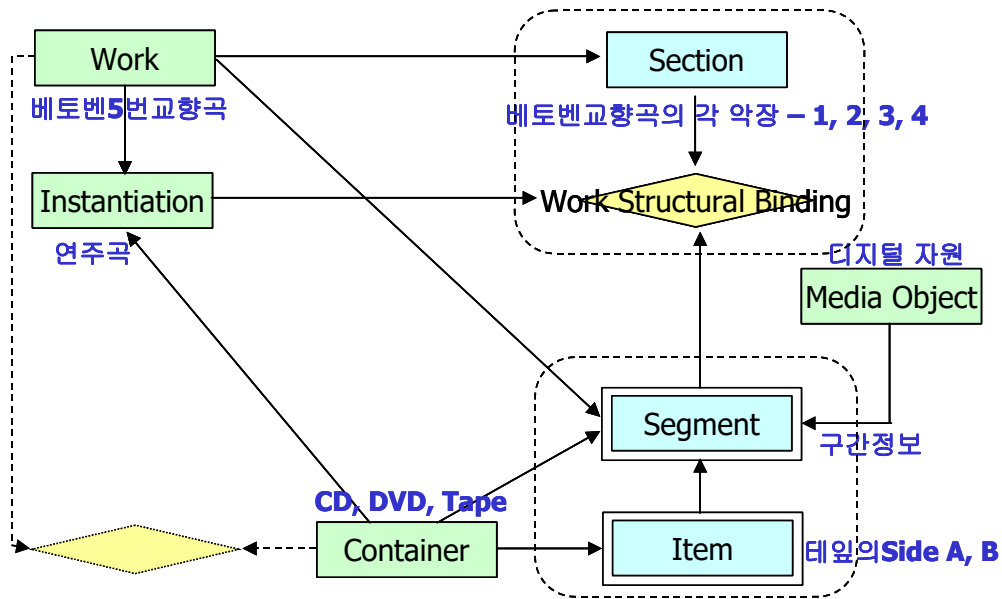 Work
Section
베토벤5번교향곡
베토벤교향곡의 각 악장 – 1, 2, 3, 4
Instantiation
Work Structural Binding
연주곡
디지털 자원
Media Object
Segment
구간정보
CD, DVD, Tape
Container
Item
테잎의Side A, B